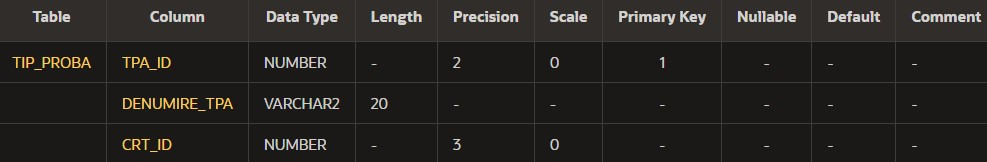 Table Column Data Type Length Precision Scale Primary Key Nullable Default Comment
TIP_PROBA TPA_ID NUMBER - 2 0 1 - - -
DENUMIRE_TPA VARCHAR2 20 - - - - - -
CRT_ID NUMBER - 3 0 - - - -